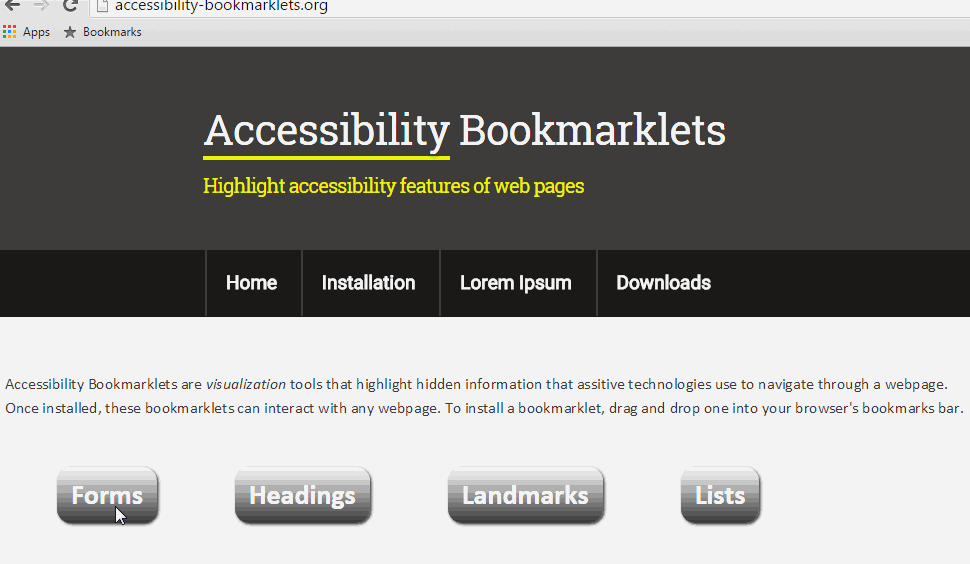 accessibility-bookmarklets.org
Apps Bookmarks
Accessibility Bookmarklets
Highlight accessibility features of web pages
Home Installation Lorem Ipsum Downloads
Accessibility Bookmarklets are visualization tools that highlight hidden information that assitive technologies use to navigate through a webpage.
Once installed, these bookmarklets can interact with any webpage. To install a bookmarklet, drag and drop one into your browser's bookmarks bar.
Forms Headings Landmarks Lists